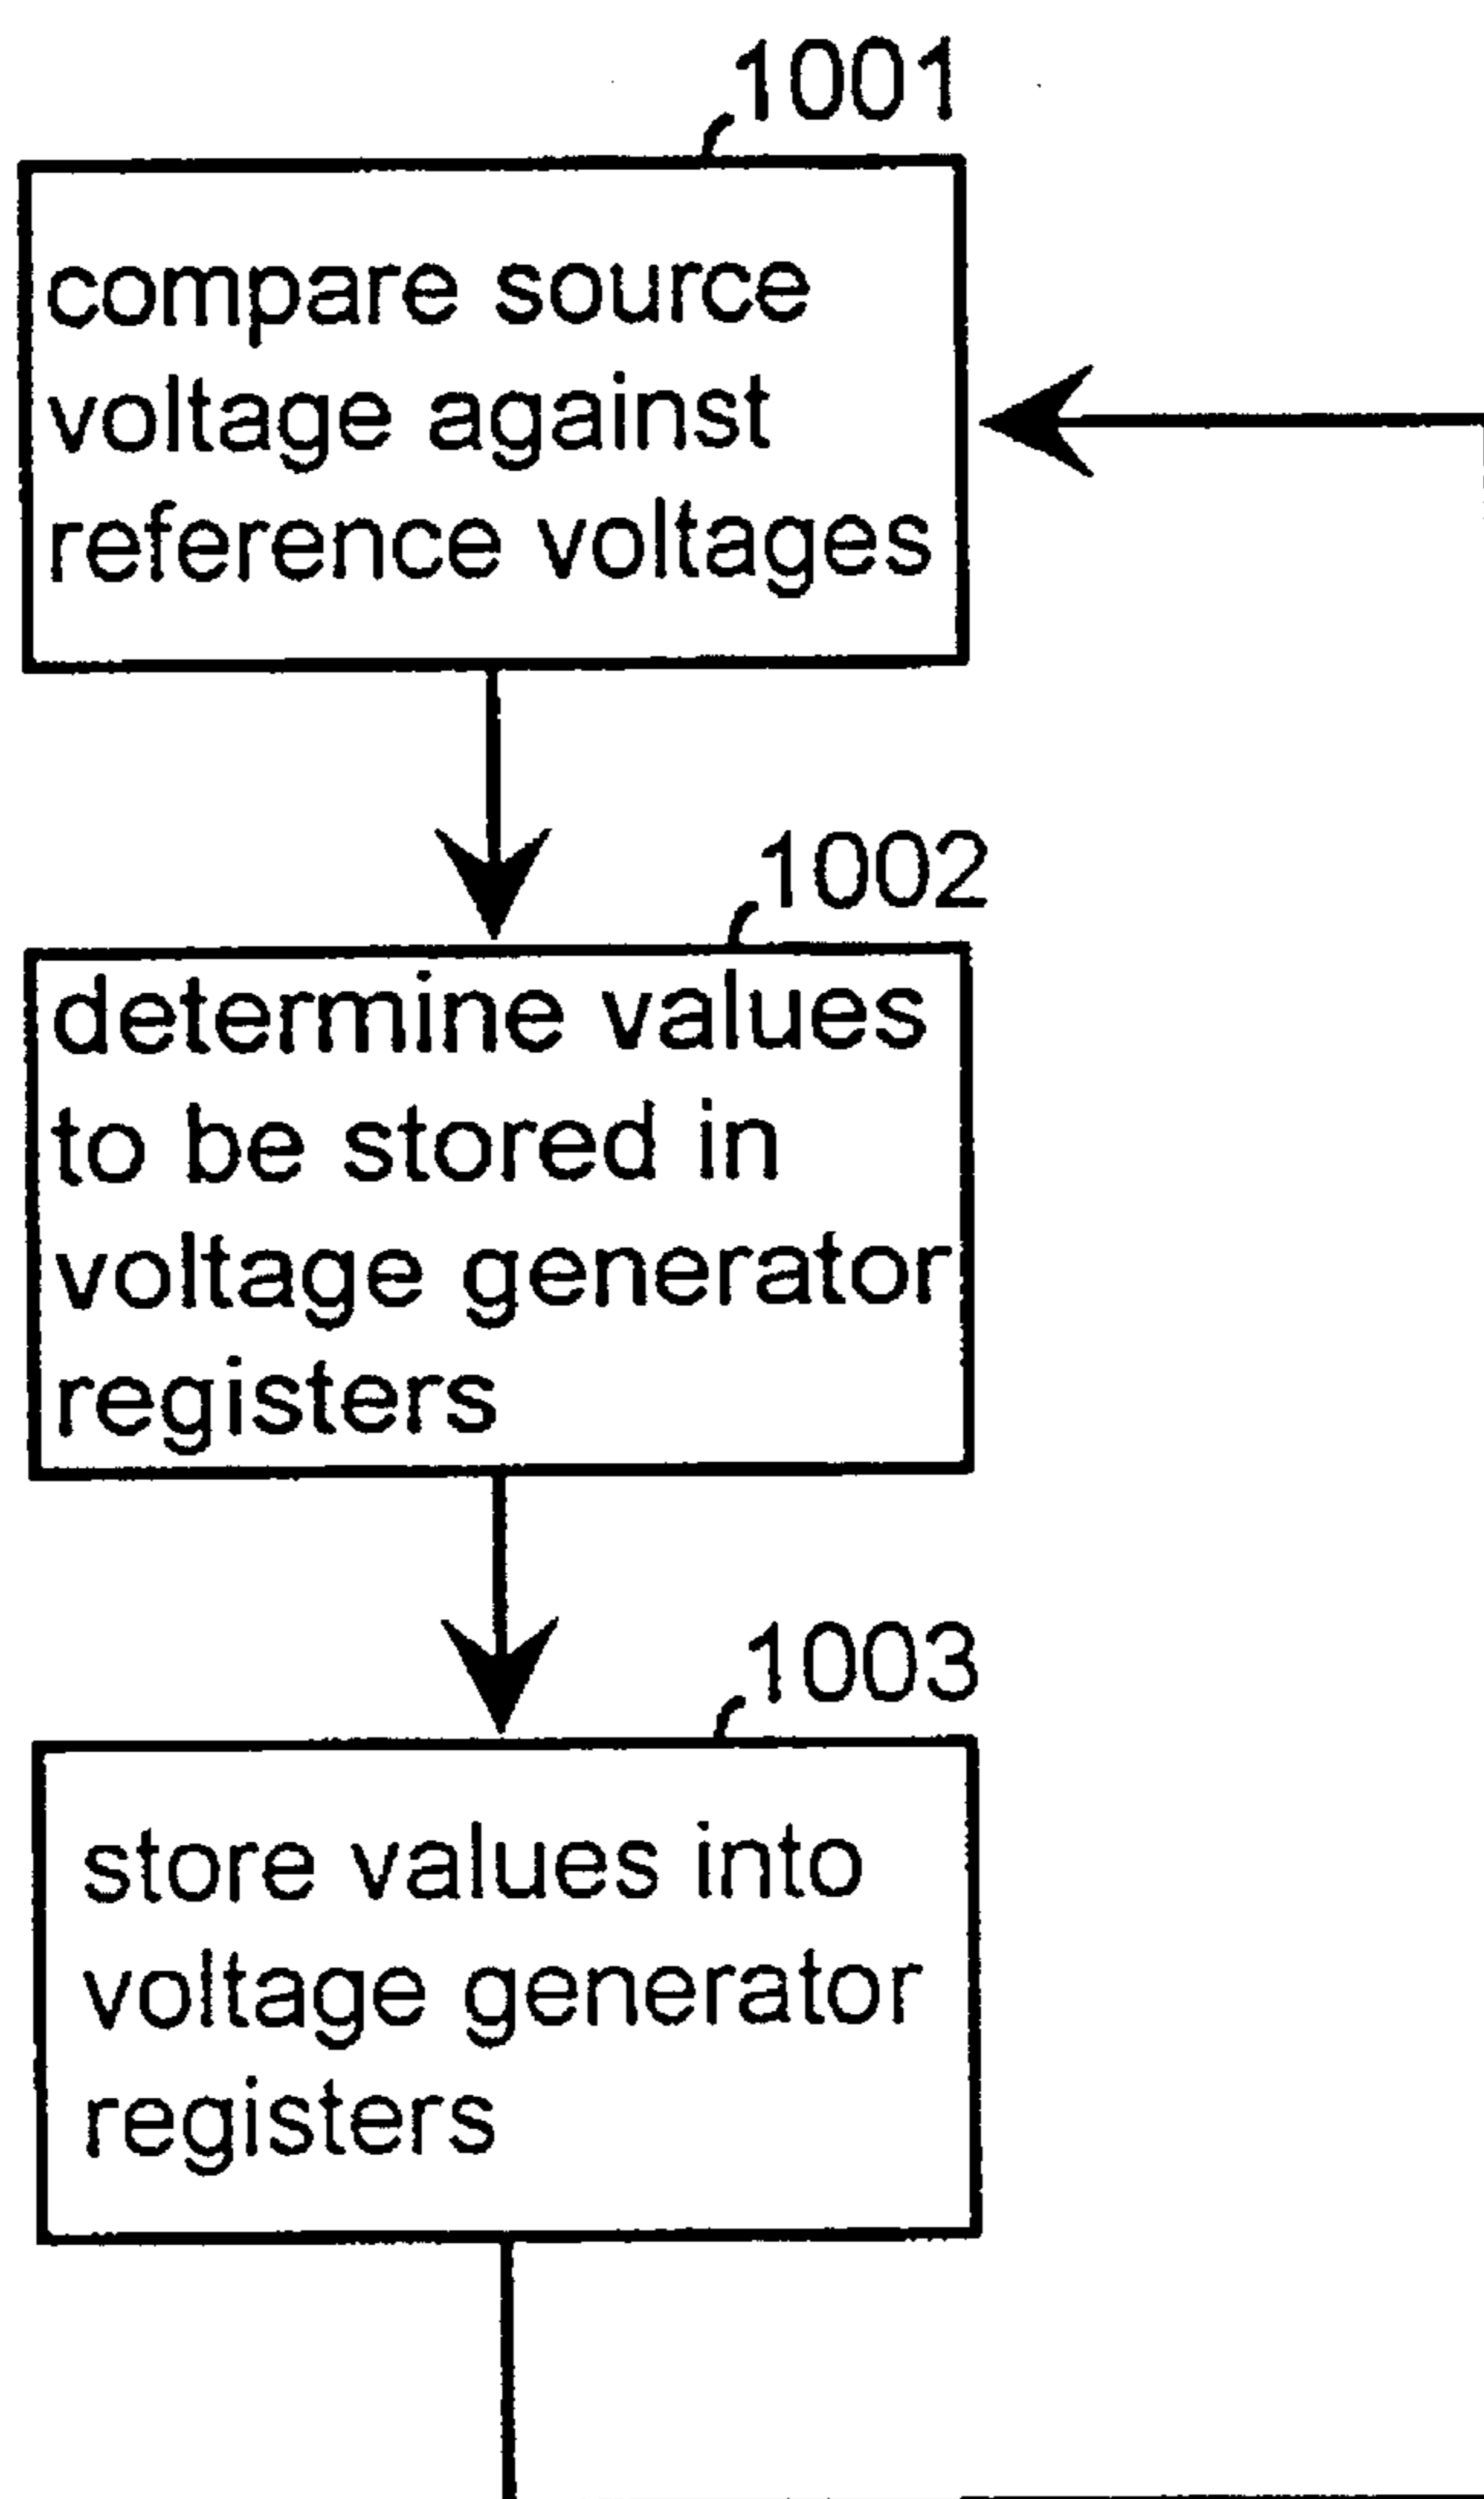 1001
compare source
voltage against
reference voltages
1002
determine values
to be stored in
voltage generator
registers
1003
store values into
voltage generator
registers